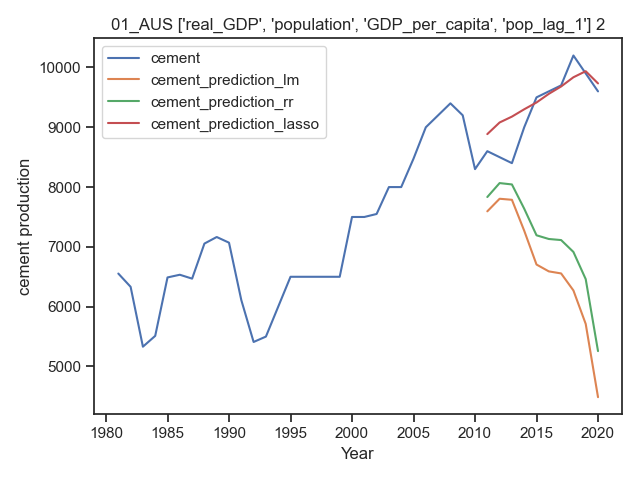 01_AUS ['real_GDP', 'population', 'GDP_per_capita', 'pop_lag_1'] 2
cement
cement_prediction_lm
cement_prediction_rr
cement_prediction_lasso
10000
9000
8000
7000
6000
5000
cement production
1980 1985 1990 1995 2000 2005 2010 2015 2020
Year